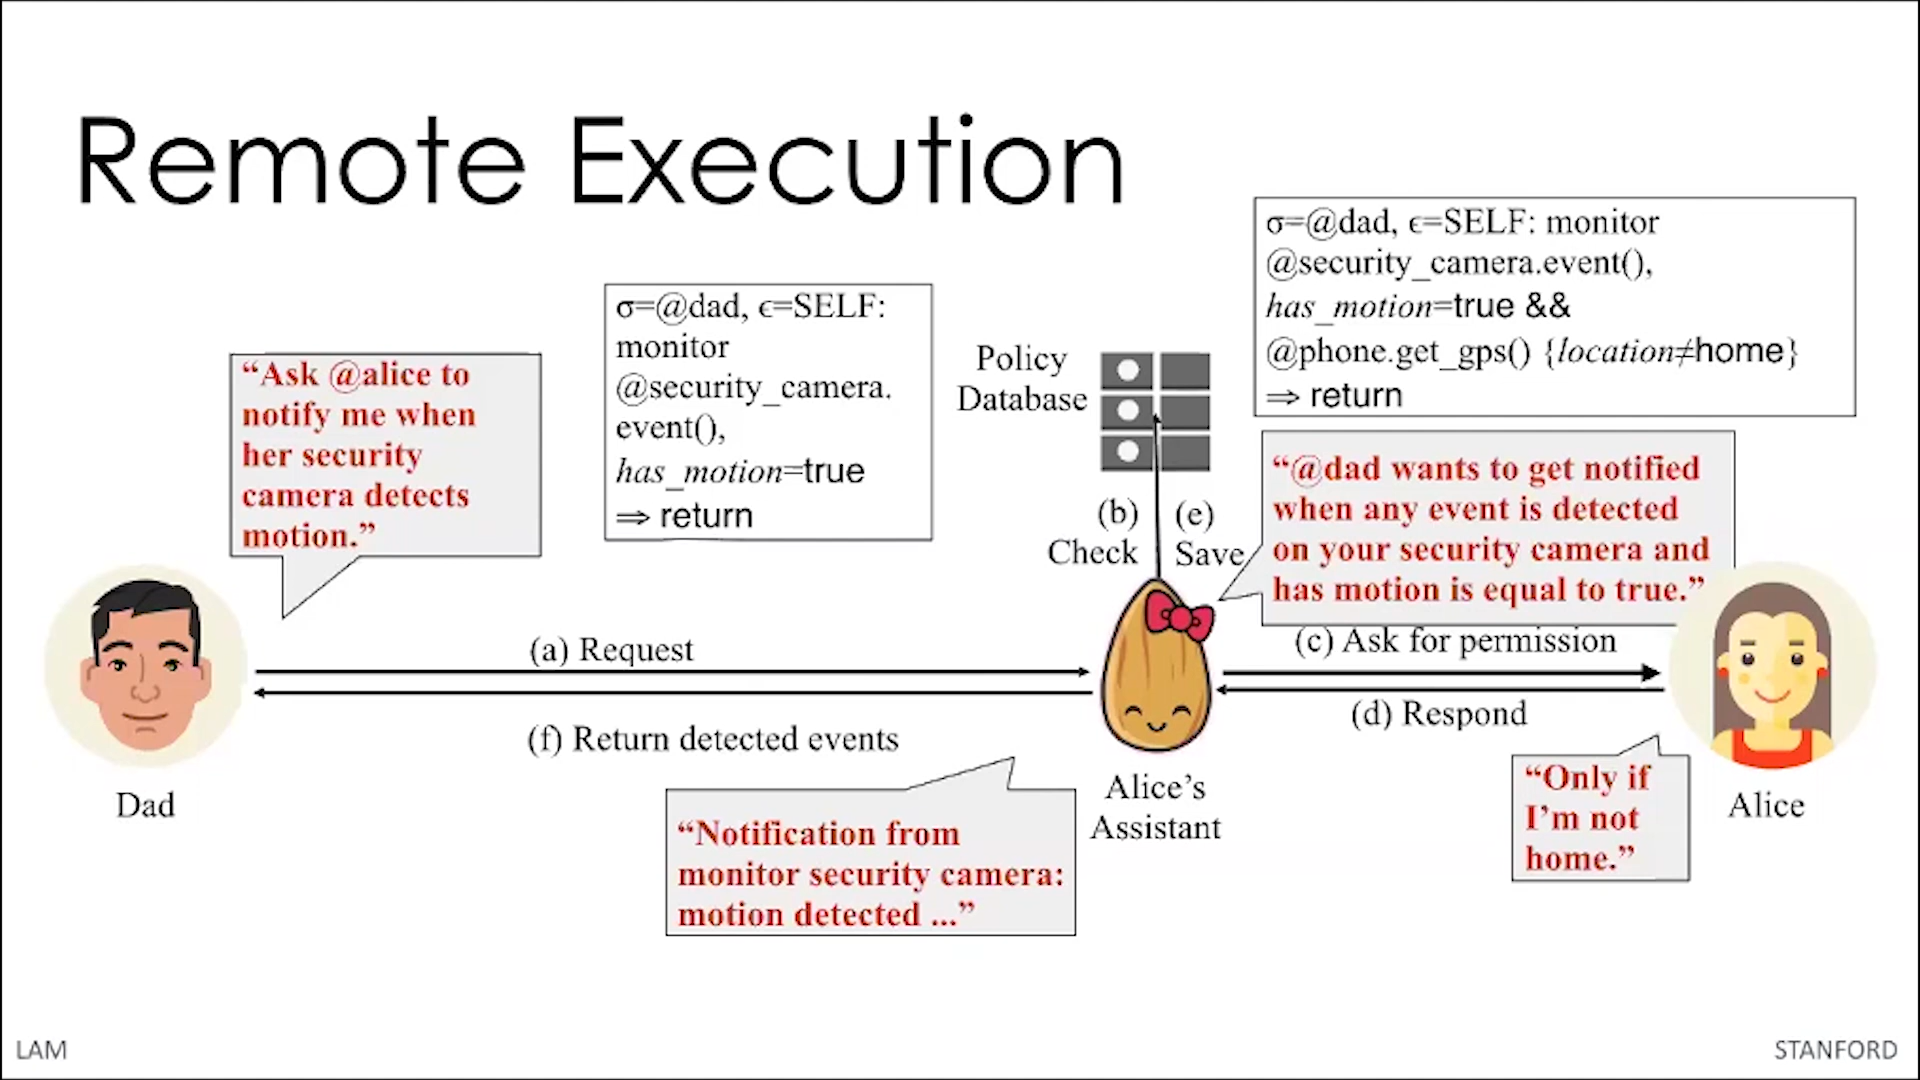 Remote Execution
“Ask @alice to
notify me when
her security
camera detects
motion.”
σ=@dad, ϵ=SELF:
monitor
@security_camera.
event(),
has_motion=true
⇒ return
Policy
Database
σ=@dad, ϵ=SELF: monitor
@security_camera.event(),
has_motion=true &&
@phone.get_gps() {location≠home}
⇒ return
“@dad wants to get notified
when any event is detected
on your security camera and
has motion is equal to true.”
(b)
Check
(e)
Save
(a) Request
(c) Ask for permission
(d) Respond
(f) Return detected events
“Only if
I’m not
home.”
Dad
Alice’s
Assistant
Alice
“Notification from
monitor security camera:
motion detected ...”
LAM
STANFORD